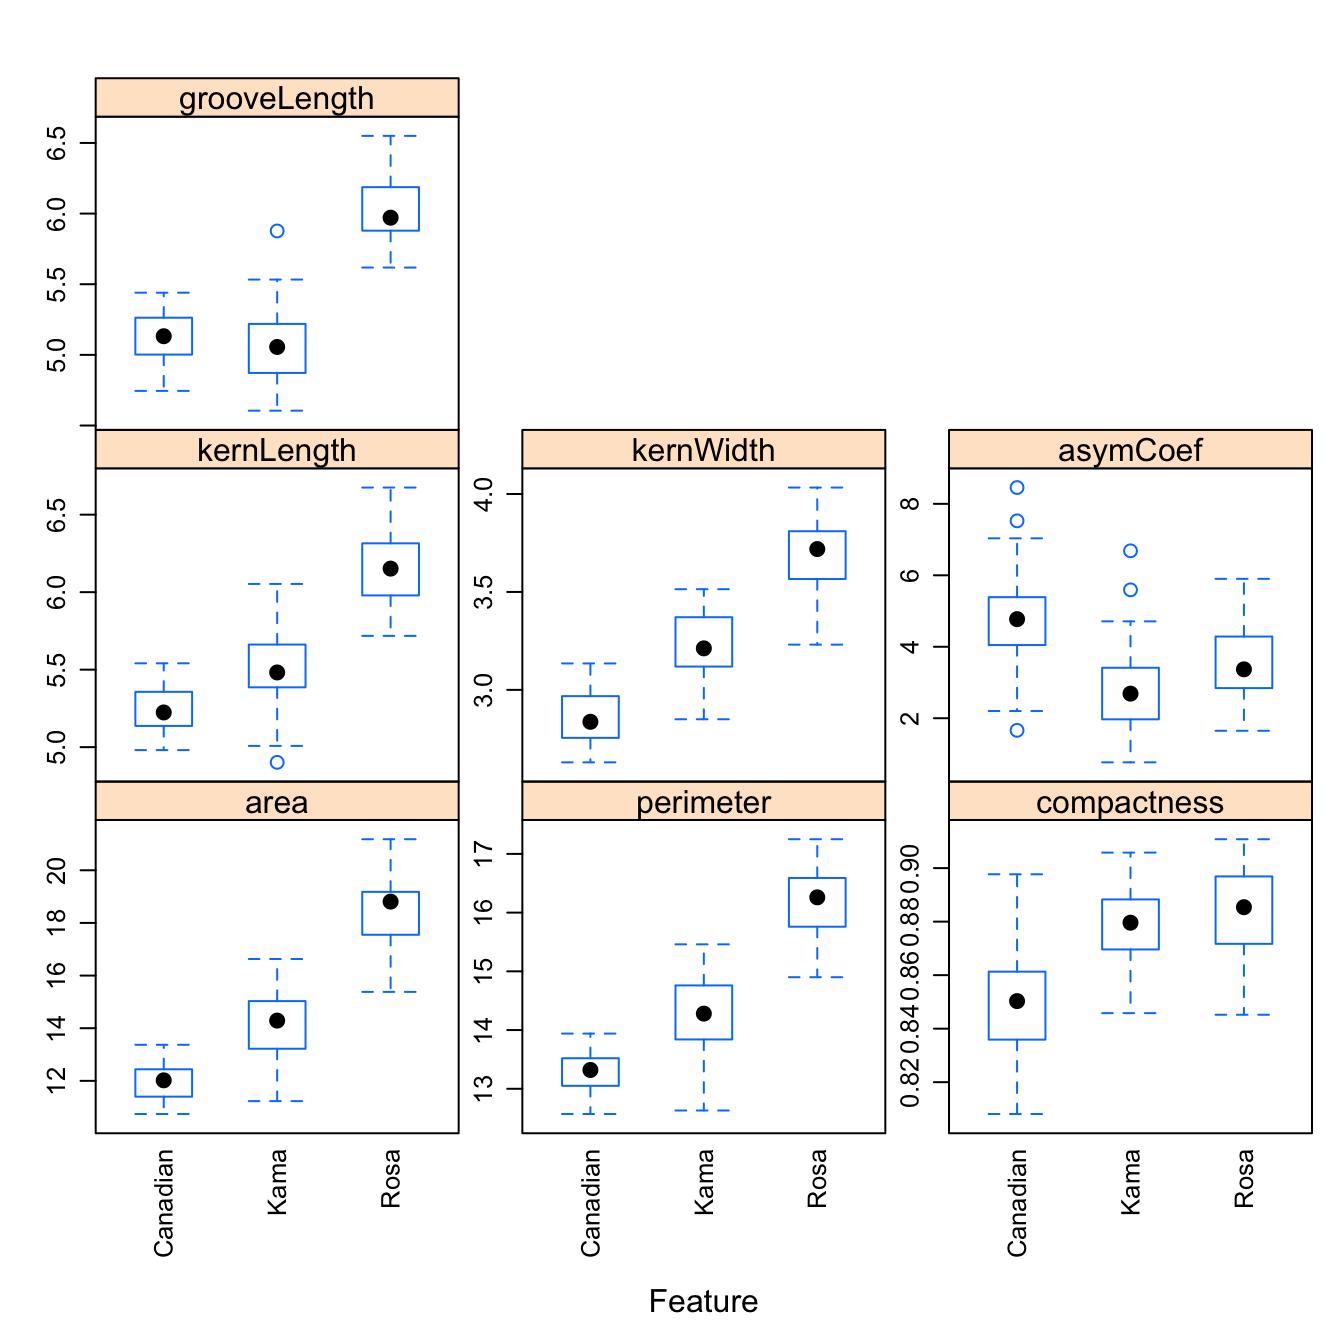 grooveLength
6.5
6.0
5.5
5.0
kernLength
kernWidth
asymCoef
6.5
6.0
5.5
5.0
4.0
3.5
3.0
8
6
4
2
area
perimeter
compactness
20
18
16
14
12
17
16
15
14
13
0.90
0.88
0.86
0.84
0.82
Canadian
Kama
Rosa
Canadian
Kama
Rosa
Canadian
Kama
Rosa
Feature